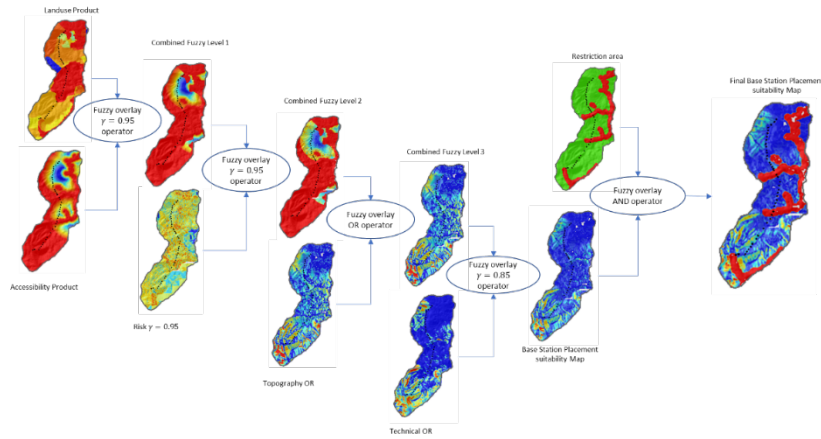 Landuse Product
Combined Fuzzy Level 1
Restriction area
Final Base Station Placement
suitability Map
Fuzzy overlay
γ = 0.95
operator
Combined Fuzzy Level 2
Fuzzy overlay
γ = 0.95
operator
Combined Fuzzy Level 3
Fuzzy overlay
AND operator
Fuzzy overlay
OR operator
Fuzzy overlay
γ = 0.85
operator
Accessibility Product
Risk γ = 0.95
Base Station Placement
suitability Map
Topography OR
Technical OR